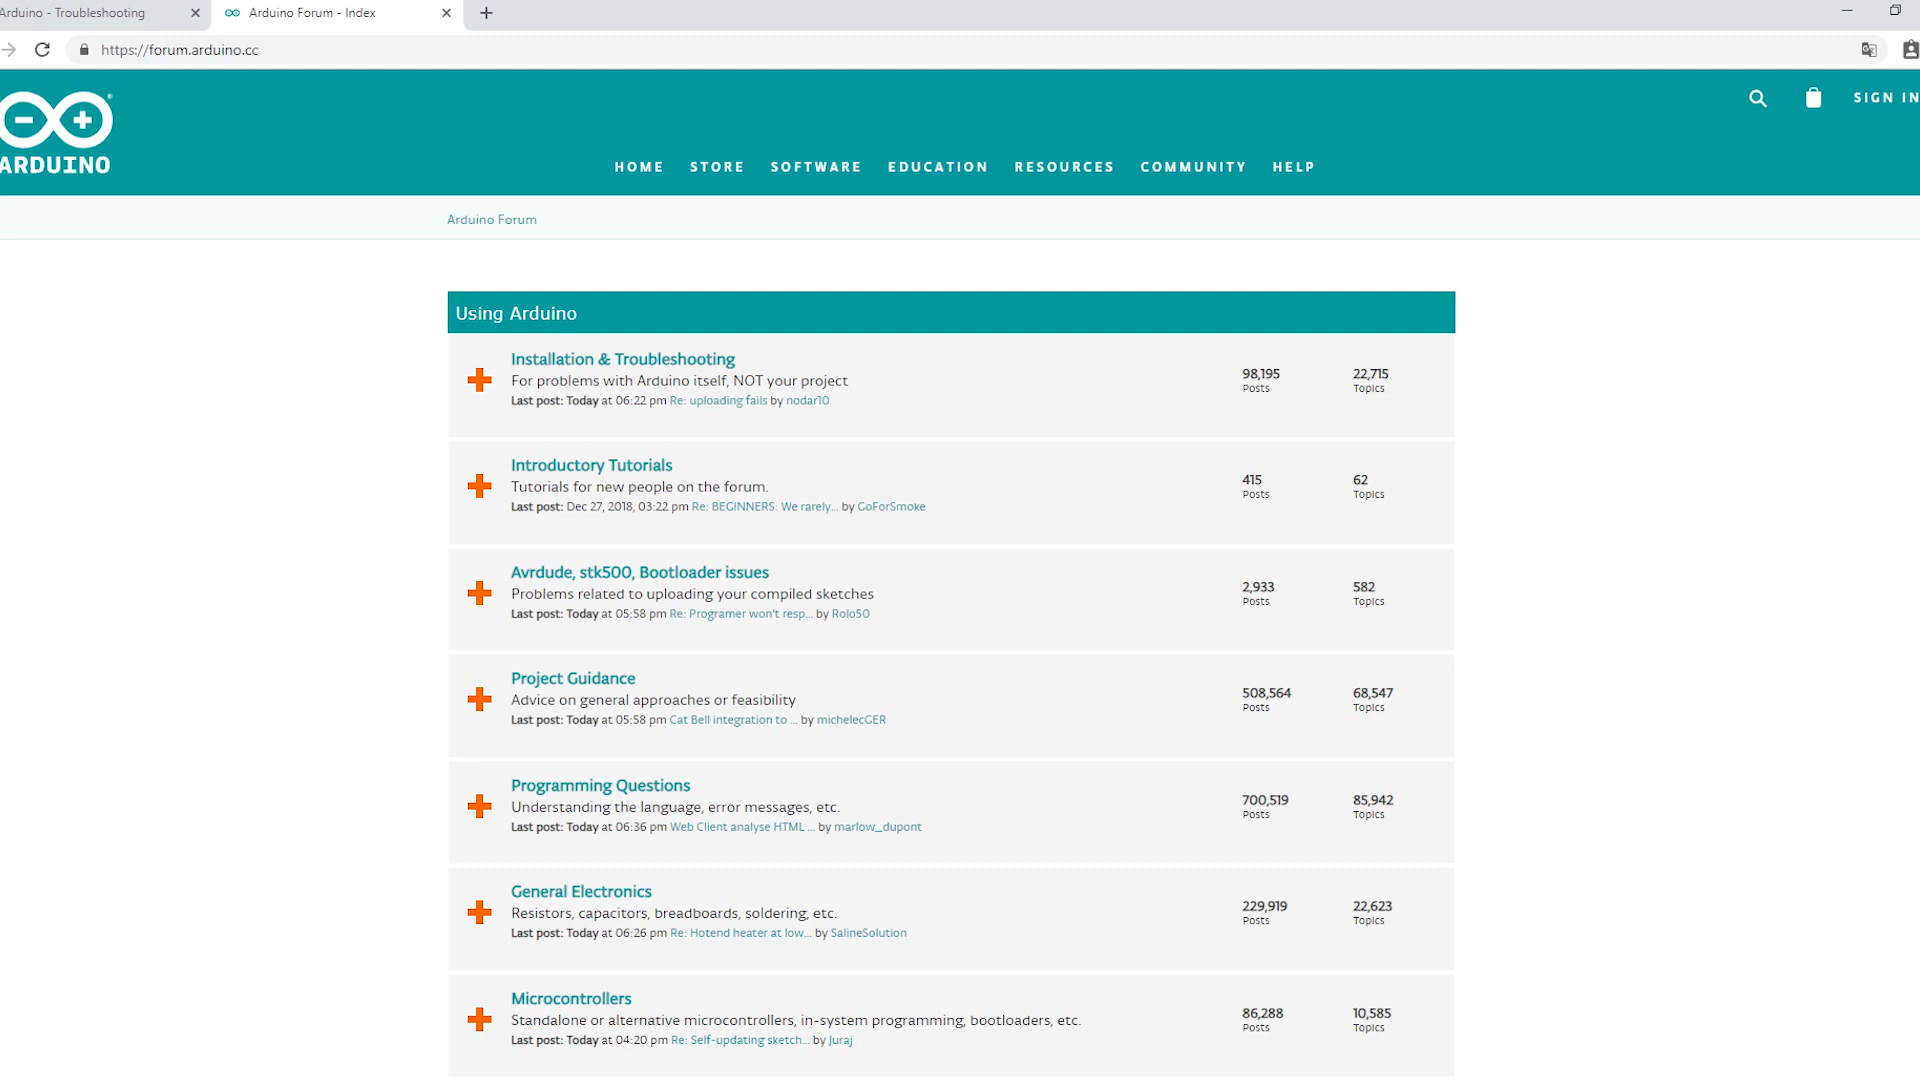 Arduino - Troubleshooting
Arduino Forum - Index
https://forum.arduino.cc
ARDUINO
SIGN IN
HOME STORE SOFTWARE EDUCATION RESOURCES COMMUNITY HELP
Arduino Forum
Using Arduino
Installation & Troubleshooting
For problems with Arduino itself, NOT your project
Last post: Today at 06:22 pm Re: uploading fails by nodar10
98,195 Posts
22,715 Topics
Introductory Tutorials
Tutorials for new people on the forum.
Last post: Dec 27, 2018, 03:22 pm Re: BEGINNERS: We rarely... by GoForSmoke
415 Posts
62 Topics
Avrdude, stk500, Bootloader issues
Problems related to uploading your compiled sketches
Last post: Today at 05:58 pm Re: Programer won't resp... by Rolo50
2,933 Posts
582 Topics
Project Guidance
Advice on general approaches or feasibility
Last post: Today at 05:58 pm Cat Bell integration to ... by michelecGER
508,564 Posts
68,547 Topics
Programming Questions
Understanding the language, error messages, etc.
Last post: Today at 06:36 pm Web Client analyse HTML ... by marlow_dupont
700,519 Posts
85,942 Topics
General Electronics
Resistors, capacitors, breadboards, soldering, etc.
Last post: Today at 06:26 pm Re: Hotend heater at low... by SalineSolution
229,919 Posts
22,623 Topics
Microcontrollers
Standalone or alternative microcontrollers, in-system programming, bootloaders, etc.
Last post: Today at 04:20 pm Re: Self-updating sketch... by Juraj
86,288 Posts
10,585 Topics